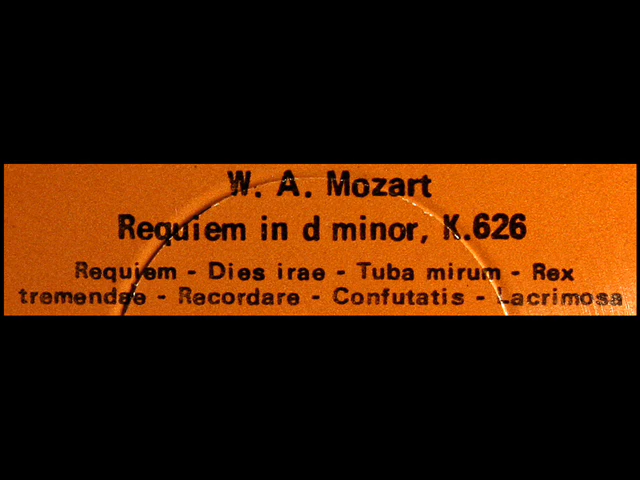 W. A. Mozart
Requiem in d minor, K.626
Requiem - Dies irae - Tuba mirum - Rex
tremendae - Recordare - Confutatis - Lacrimosa